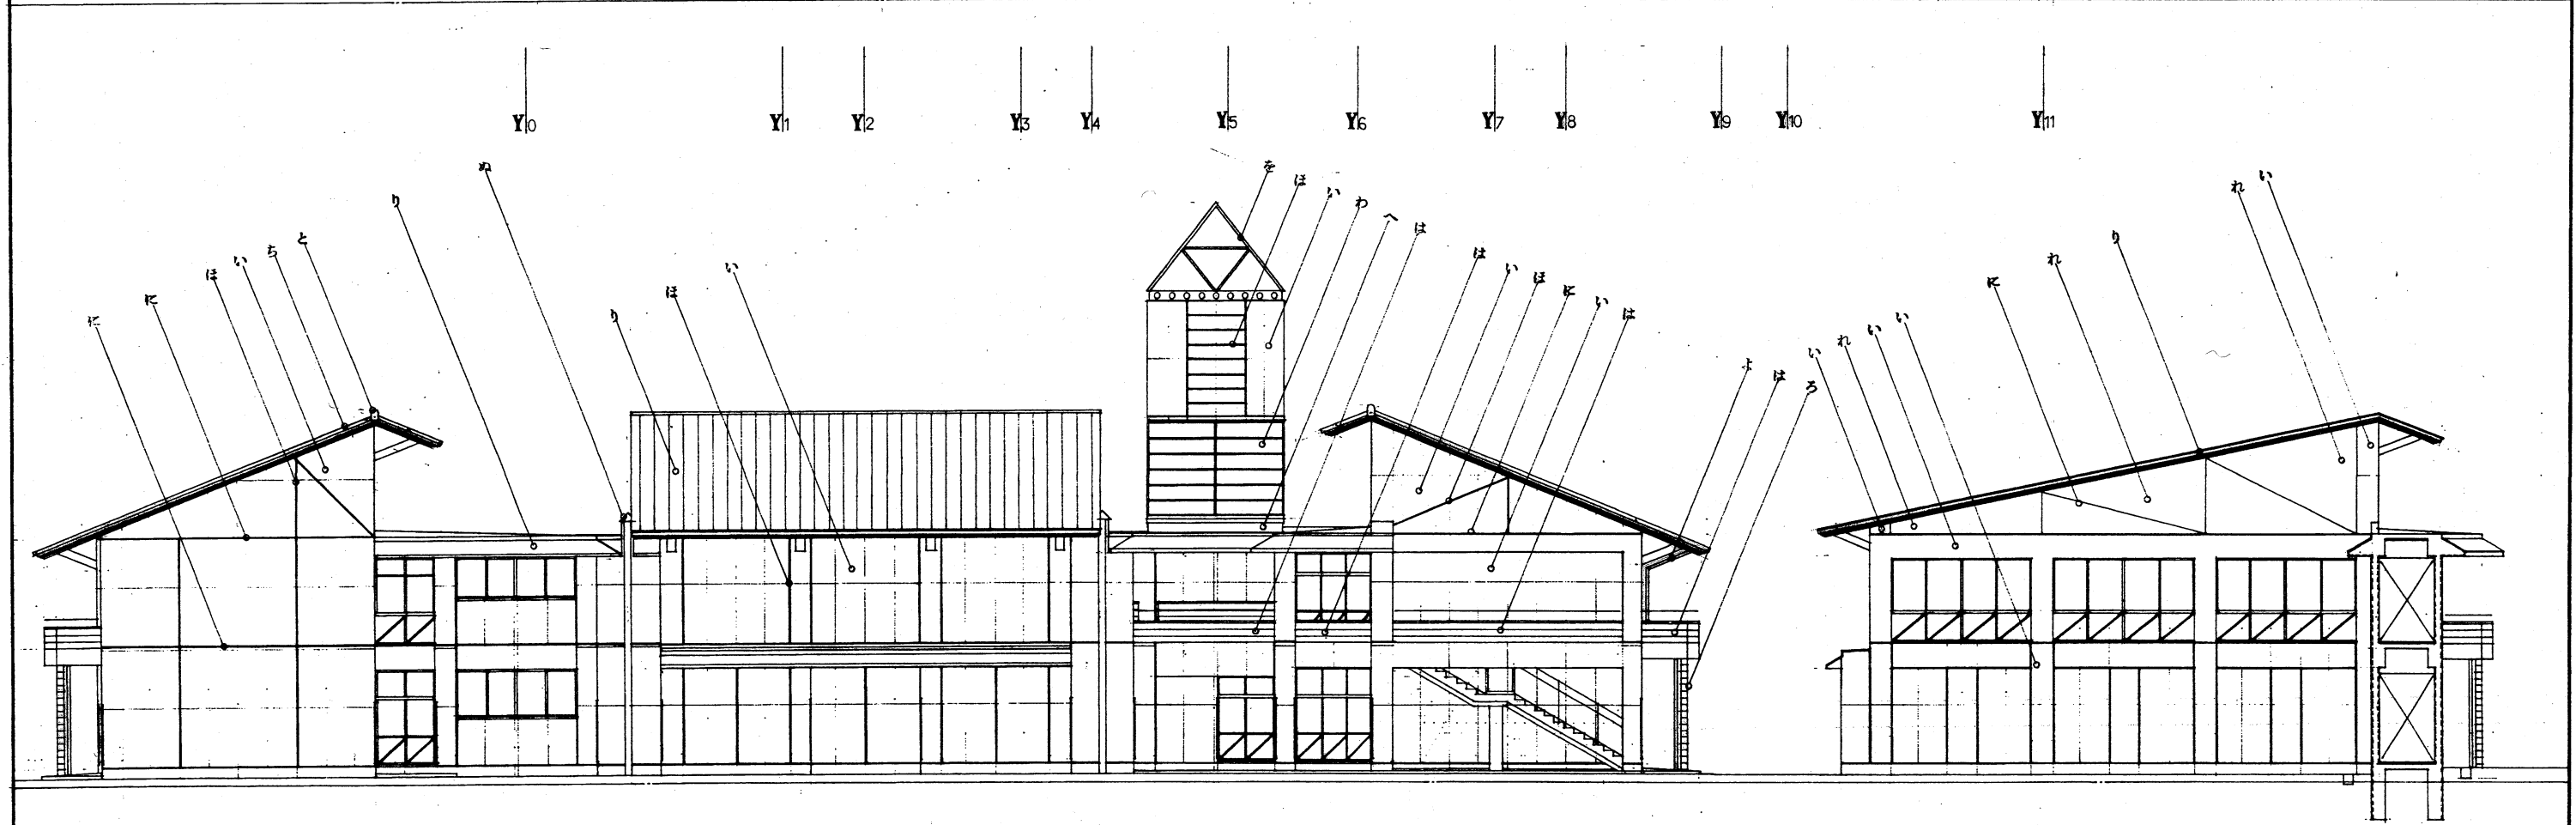 Y0 Y1 Y2 Y3 Y4 Y5 Y6 Y7 Y8 Y9 Y10 Y11
に
に
ほ
い
ち
と
り
ぬ
り
ほ
い
を
ほ
い
わ
へ
は
は
い
ほ
に
い
は
よ
は
ろ
い
れ
い
い
に
れ
り
れ
い